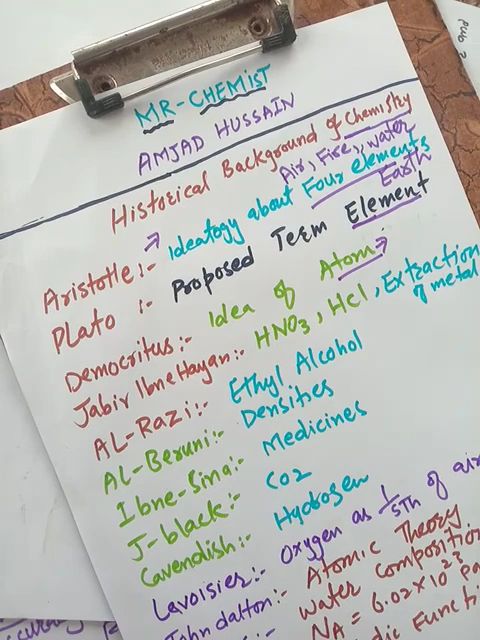 MR-CHEMIST
AMJAD HUSSAIN
Historical Background of Chemistry
Air, Fire, water
Aristotle:- Ideatogy about Four elements
Earth
Plato :- Proposed Term Element
Democritus:- Idea of Atom
Jabir Ibne Hayan:- HNO3, HCl, Extraction
of metal
AL-Razi:- Ethyl Alcohol
AL-Beruni:- Densities
Ibne-Sina:- Medicines
J-black:- CO2
Cavendish:- Hydrogen
Lavoisier:- Oxygen as 1/5Th of air
John dalton:- Atomic Theory
water Composition
NA = 6.02×10^23